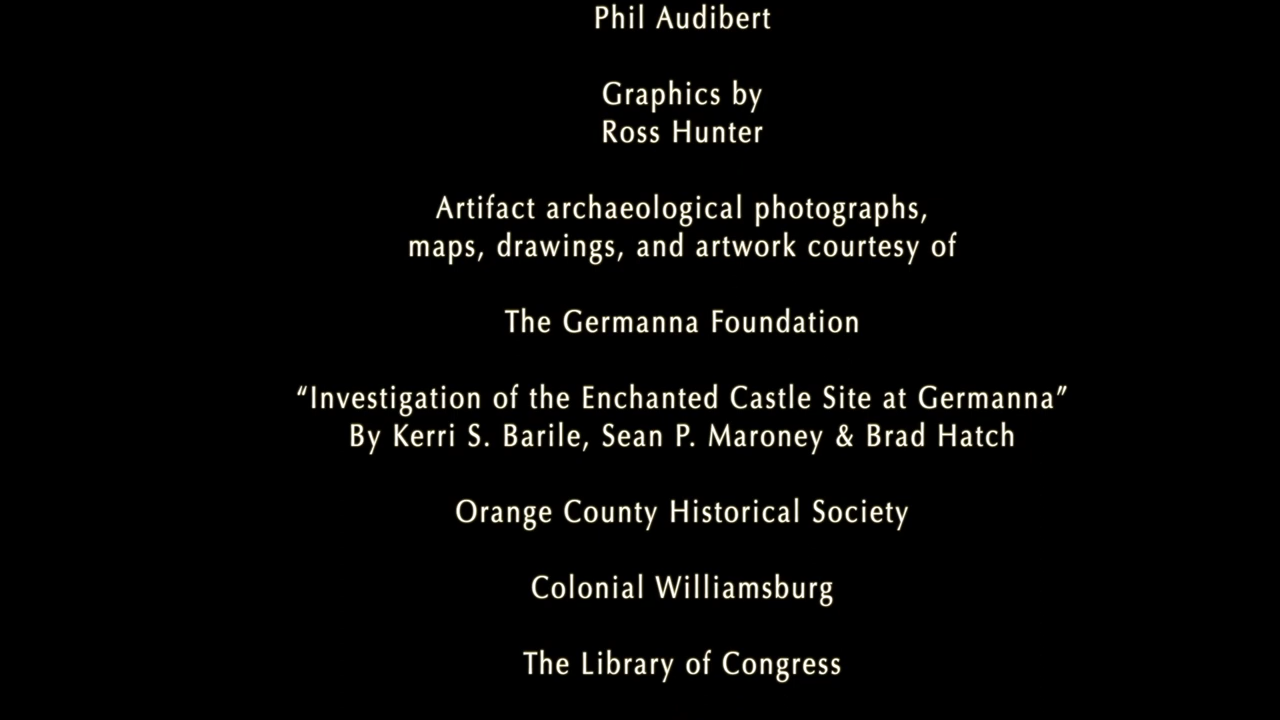 Phil Audibert
Graphics by
Ross Hunter
Artifact archaeological photographs,
maps, drawings, and artwork courtesy of
The Germanna Foundation
“Investigation of the Enchanted Castle Site at Germanna”
By Kerri S. Barile, Sean P. Maroney & Brad Hatch
Orange County Historical Society
Colonial Williamsburg
The Library of Congress